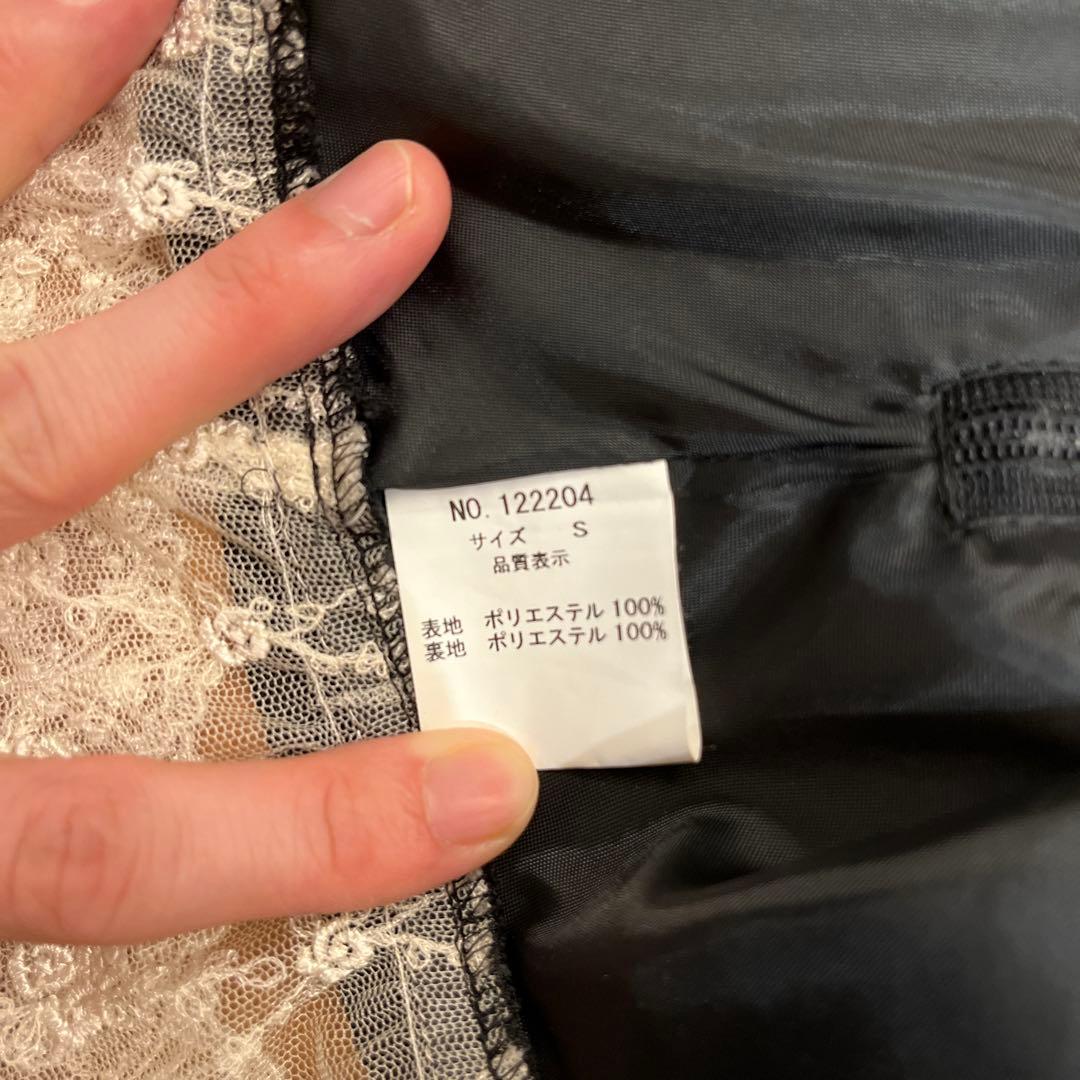 NO. 122204
サイズ S
品質表示
表地 ポリエステル 100%
裏地 ポリエステル 100%